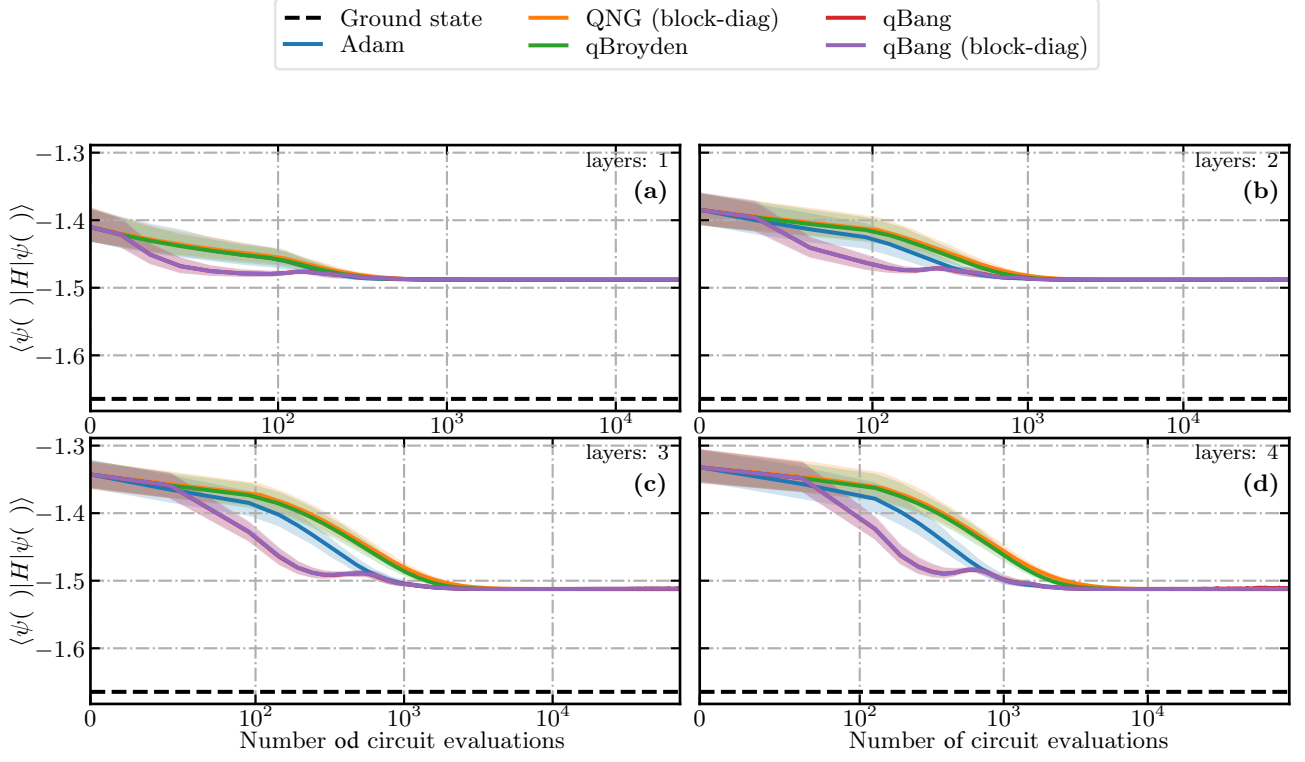 Ground state
Adam
QNG (block-diag)
qBroyden
qBang
qBang (block-diag)
⟨ψ( )|H|ψ( )⟩
−1.3
−1.4
−1.5
−1.6
layers: 1
(a)
0
10²
10³
10⁴
layers: 2
(b)
0
10²
10³
10⁴
⟨ψ( )|H|ψ( )⟩
−1.3
−1.4
−1.5
−1.6
layers: 3
(c)
0
10²
10³
10⁴
Number od circuit evaluations
layers: 4
(d)
0
10²
10³
10⁴
Number of circuit evaluations